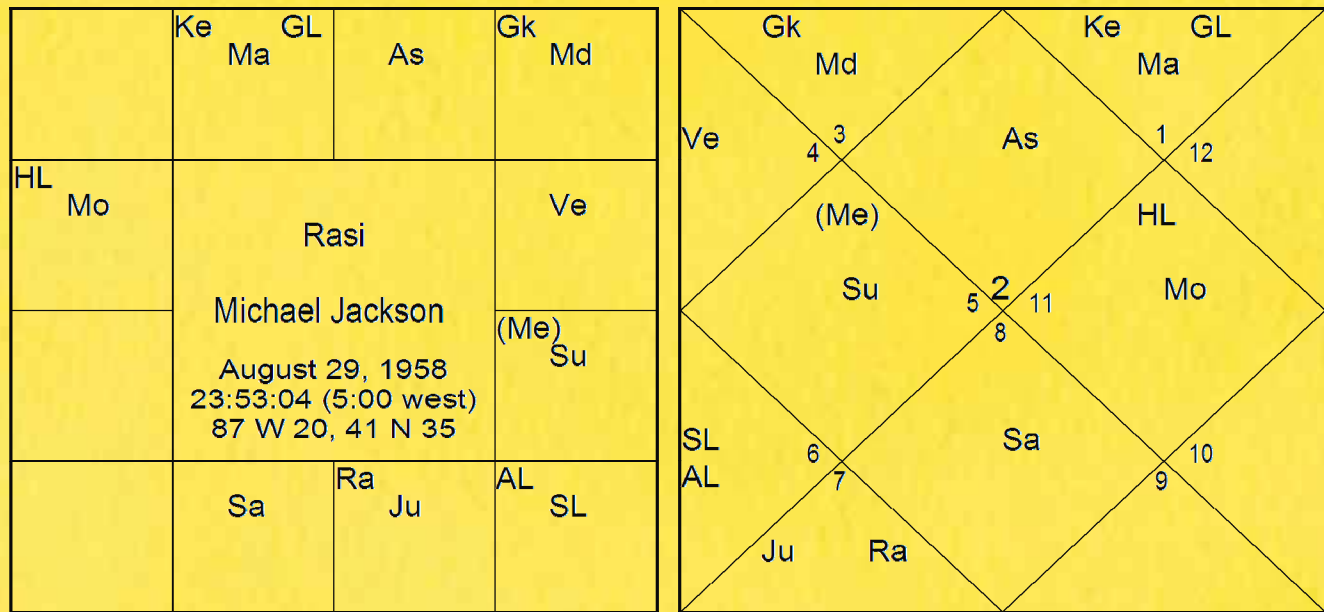 Ke GL
Ma
As
Gk
Md
HL
Mo
Ve
Rasi
Michael Jackson
August 29, 1958
23:53:04 (5:00 west)
87 W 20, 41 N 35
(Me)
Su
Sa
Ra
Ju
AL
SL
Gk
Md
Ke GL
Ma
Ve
4 3
As
1 12
(Me)
Su
HL
Mo
5 2 11
8
SL
AL
6
7
Sa
10
9
Ju Ra